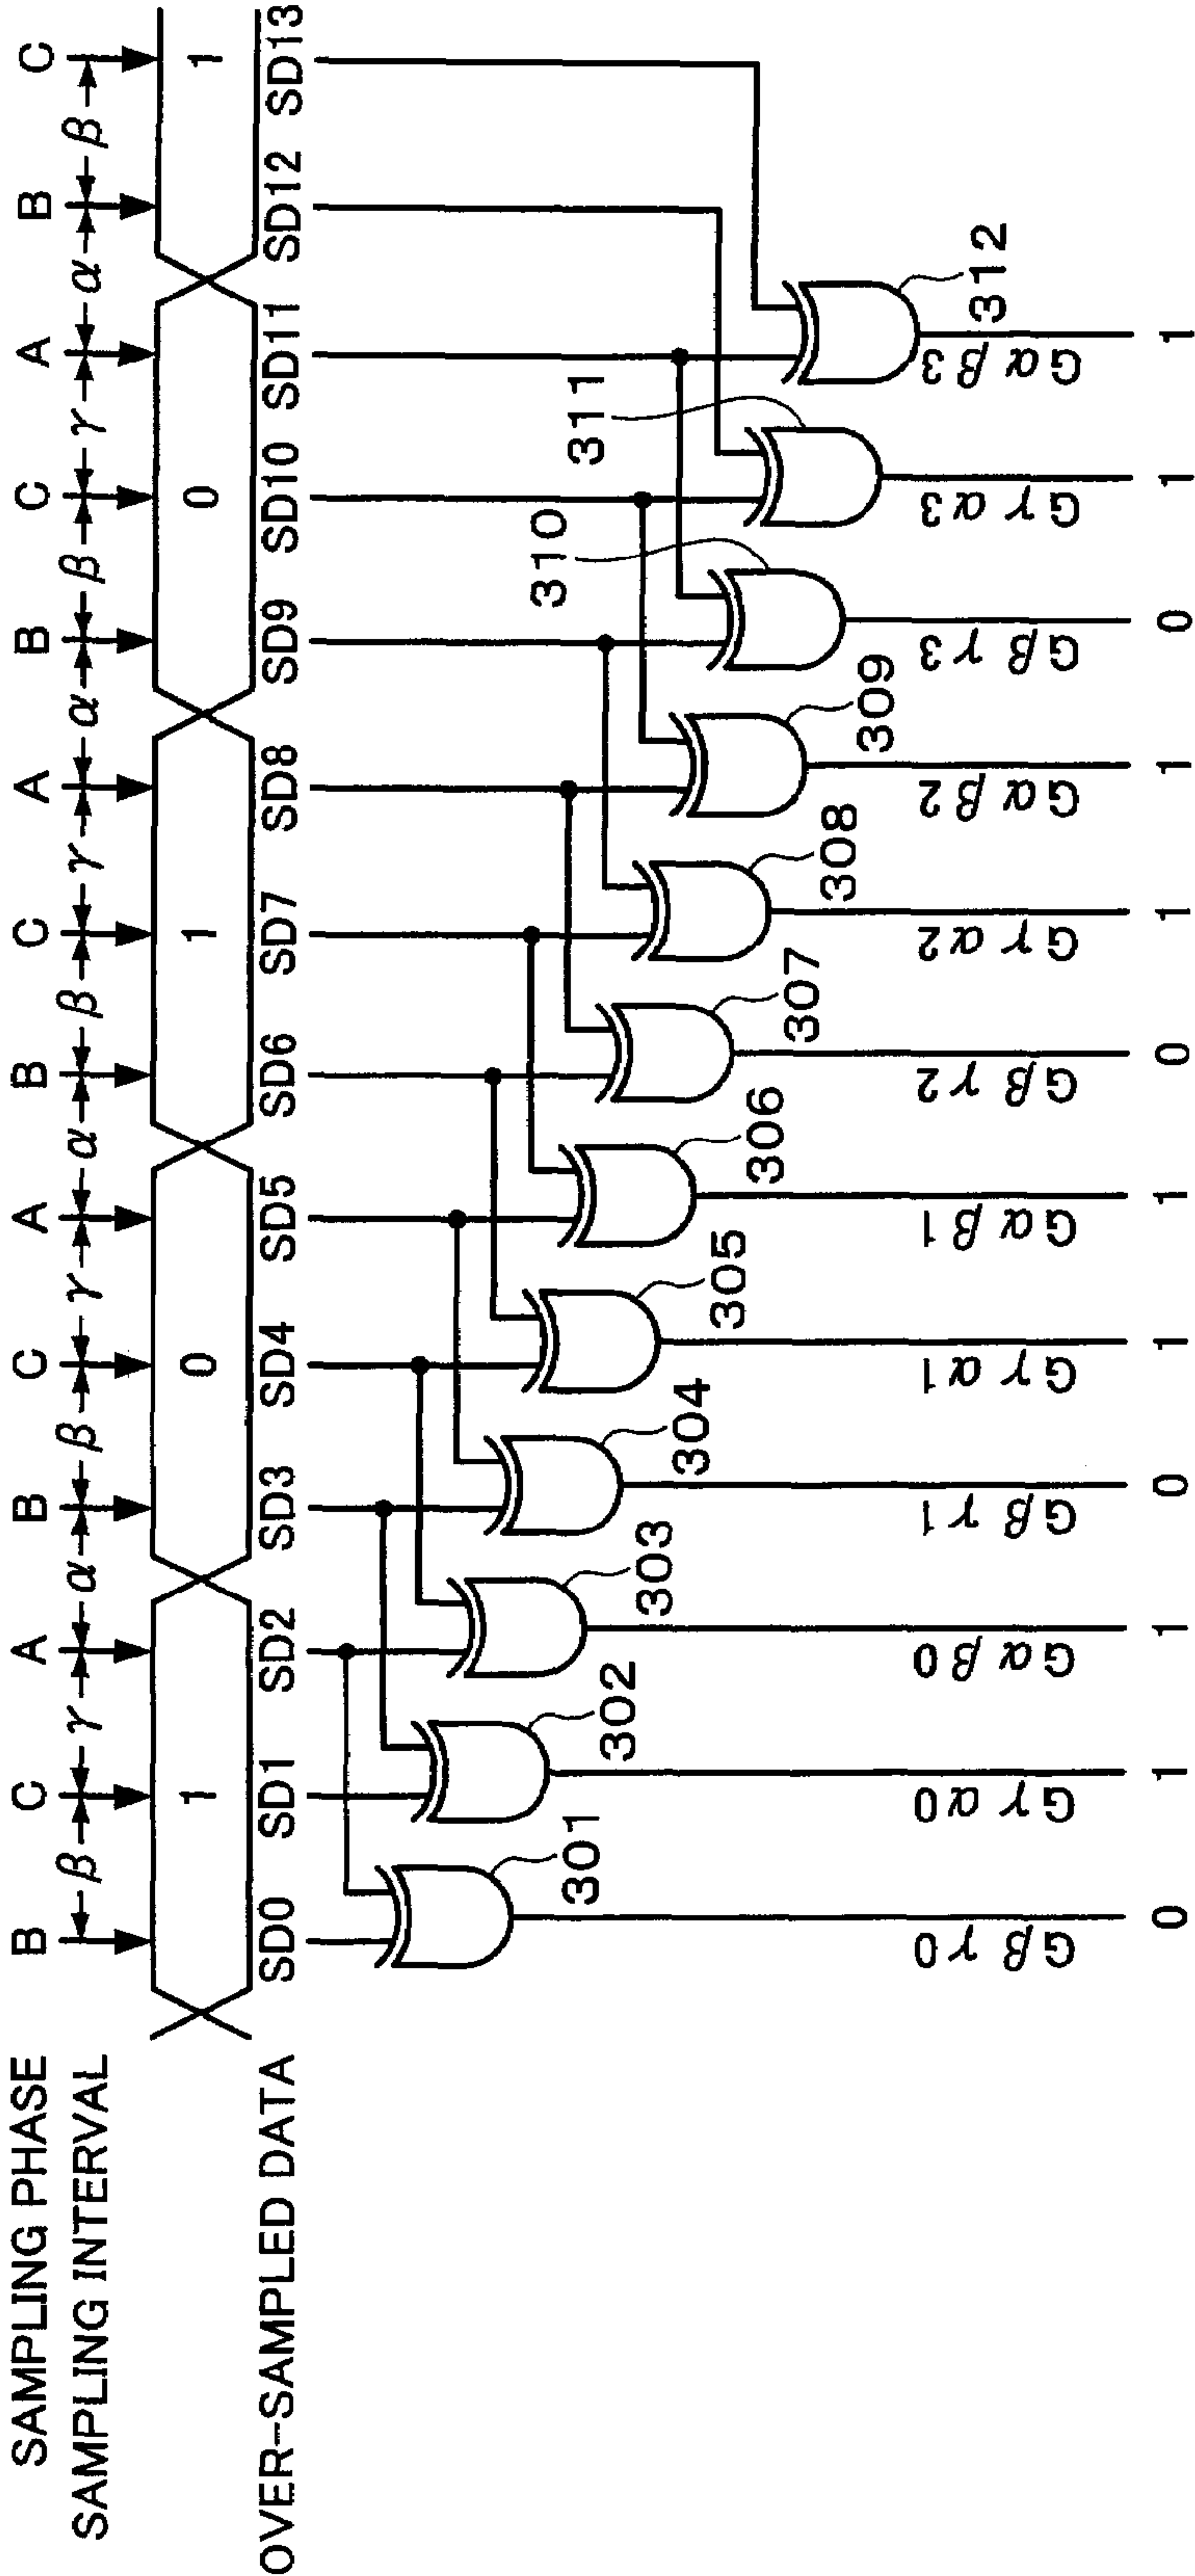 SAMPLING PHASE B C A B C A B C A B C A B C
SAMPLING INTERVAL β γ α β γ α β γ α β γ α β
1 0 1 0 1
OVER-SAMPLED DATA SD0 SD1 SD2 SD3 SD4 SD5 SD6 SD7 SD8 SD9 SD10 SD11 SD12 SD13
301 302 303 304 305 306 307 308 309 310 311 312
Gβγ0 Gγα0 Gαβ0 Gβγ1 Gγα1 Gαβ1 Gβγ2 Gγα2 Gαβ2 Gβγ3 Gγα3 Gαβ3
0 1 1 0 1 1 0 1 1 0 1 1